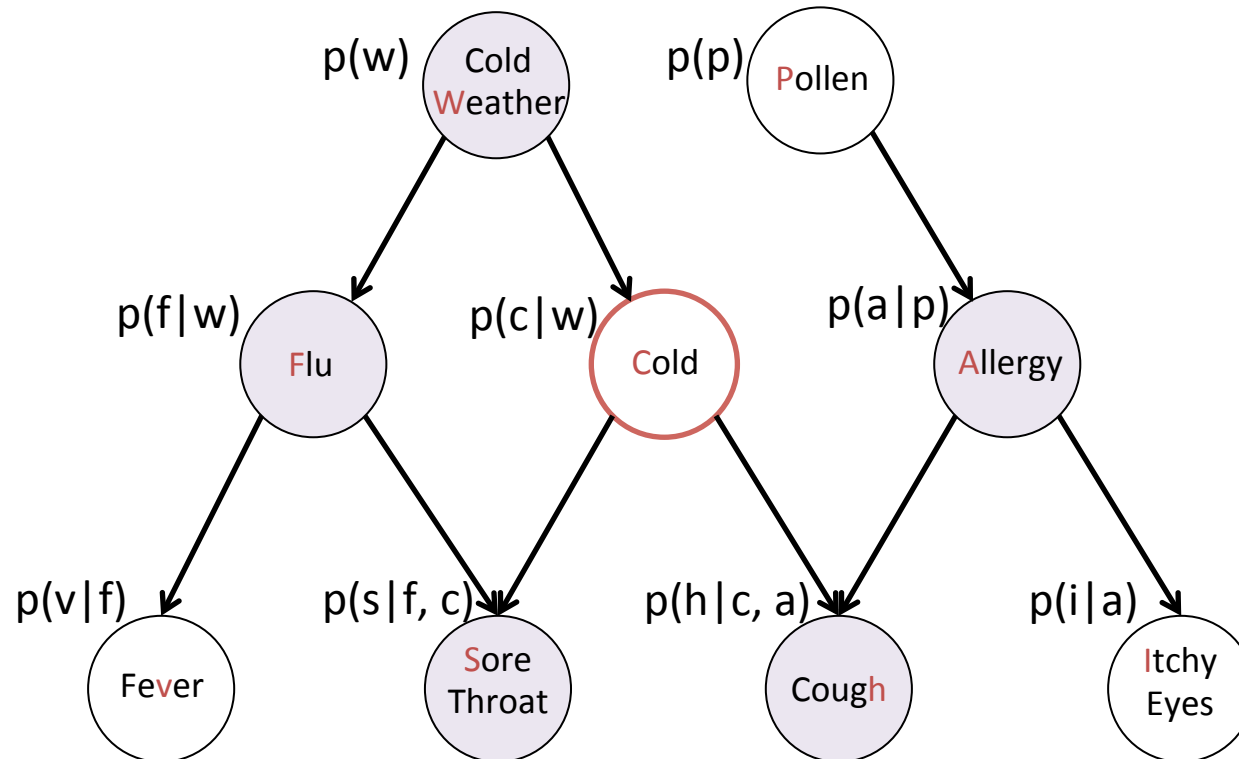 p(w)
Cold
Weather
p(p)
Pollen
p(f|w)
Flu
p(c|w)
Cold
p(a|p)
Allergy
p(v|f)
Fever
p(s|f, c)
Sore
Throat
p(h|c, a)
Cough
p(i|a)
Itchy
Eyes